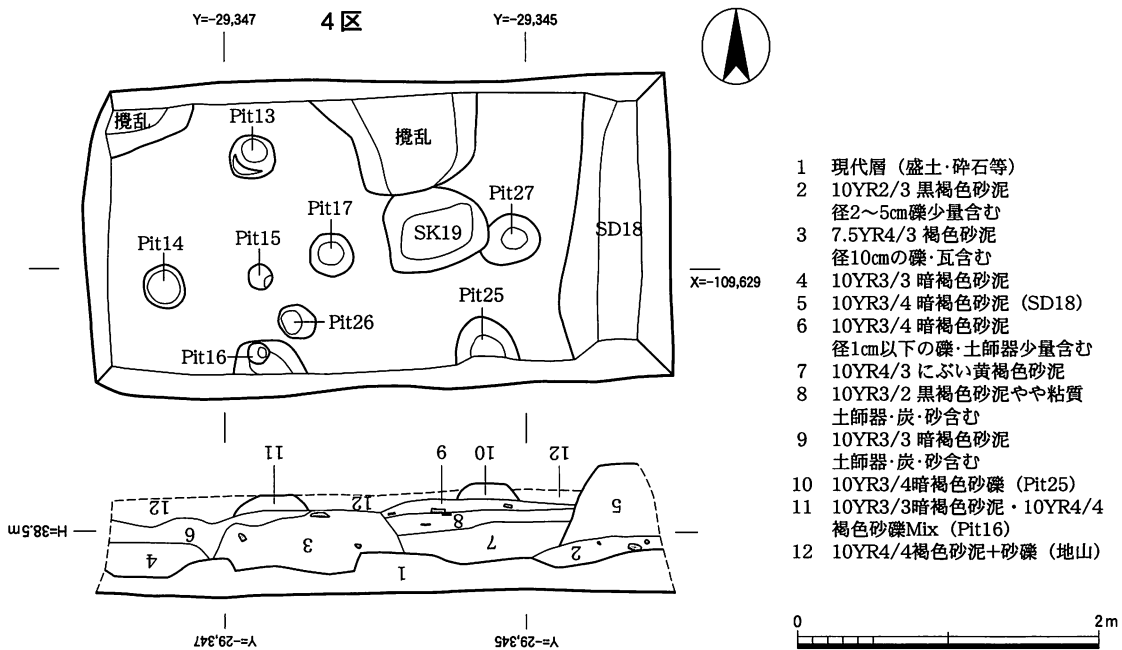 4区
Y=-29,347
Y=-29,345
攪乱
Pit13
攪乱
Pit17
Pit27
Pit14
Pit15
SK19
SD18
X=-109,629
Pit25
Pit26
Pit16
11
9
10
12
12
12
5
8
6
H=38.5m
3
7
4
2
1
Y=-29,347
Y=-29,345
1 現代層（盛土·砕石等）
2 10YR2/3 黒褐色砂泥
径2～5㎝礫少量含む
3 7.5YR4/3 褐色砂泥
径10㎝の礫·瓦含む
4 10YR3/3 暗褐色砂泥
5 10YR3/4 暗褐色砂泥（SD18）
6 10YR3/4 暗褐色砂泥
径1㎝以下の礫·土師器少量含む
7 10YR4/3 にぶい黄褐色砂泥
8 10YR3/2 黒褐色砂泥やや粘質
土師器·炭·砂含む
9 10YR3/3 暗褐色砂泥
土師器·炭·砂含む
10 10YR3/4暗褐色砂礫（Pit25）
11 10YR3/3暗褐色砂泥・10YR4/4
褐色砂礫Mix（Pit16）
12 10YR4/4褐色砂泥+砂礫（地山）
0 2m